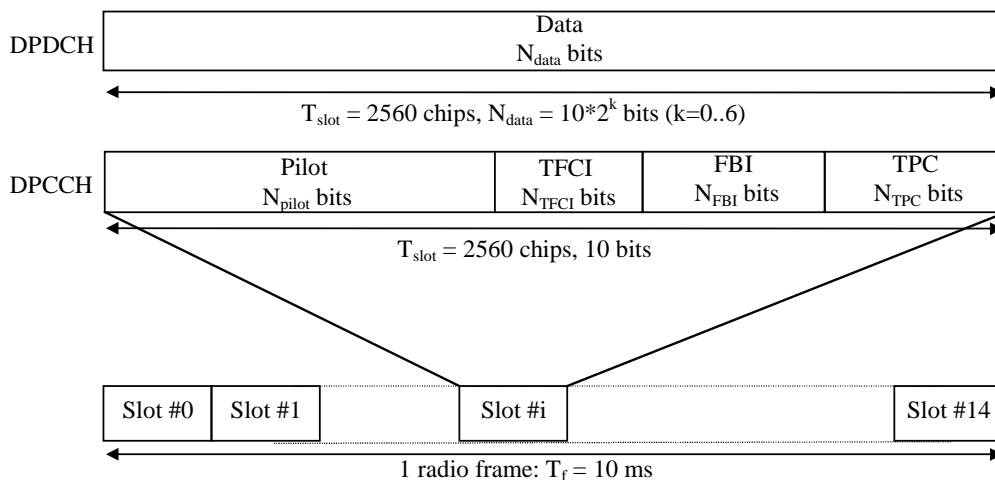 Data
DPDCH
N_data bits
T_slot = 2560 chips, N_data = 10*2^k bits (k=0..6)
Pilot TFCI FBI TPC
DPCCH
N_pilot bits N_TFCI bits N_FBI bits N_TPC bits
T_slot = 2560 chips, 10 bits
Slot #0 Slot #1 Slot #i Slot #14
1 radio frame: T_f = 10 ms